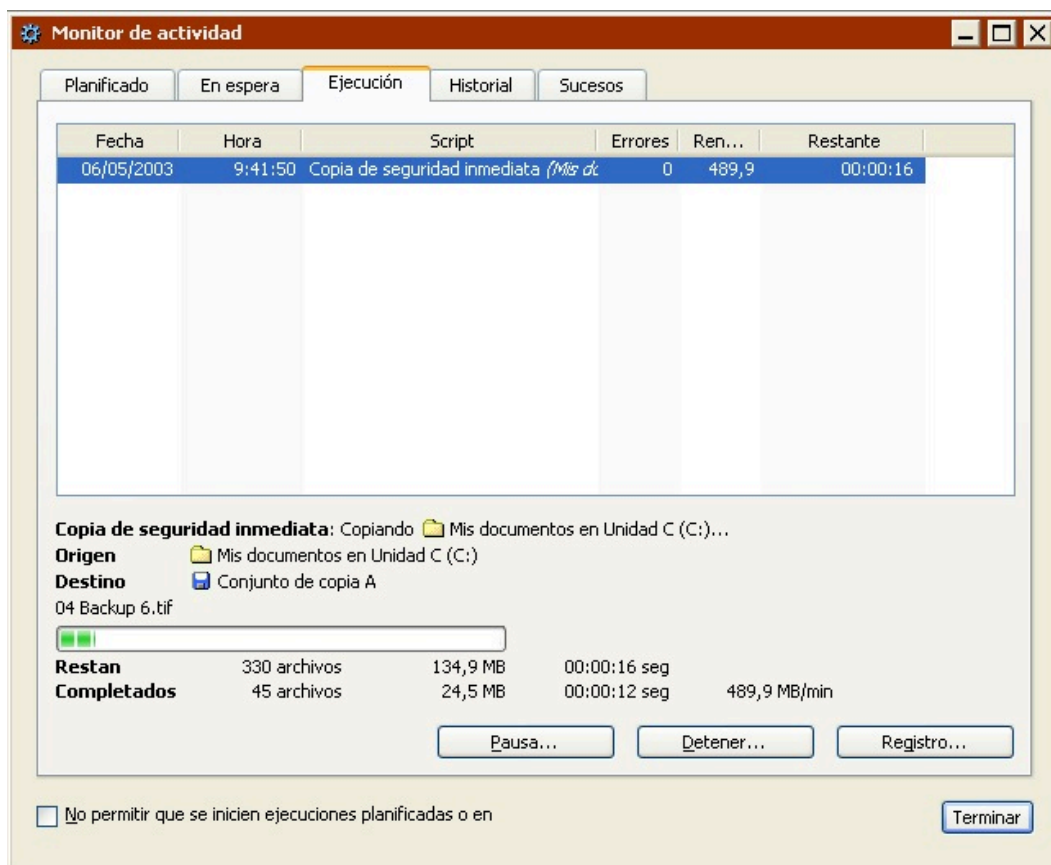 Monitor de actividad
Planificado En espera Ejecución Historial Sucesos
Fecha Hora Script Errores Ren... Restante
06/05/2003 9:41:50 Copia de seguridad inmediata (Mis do 0 489,9 00:00:16
Copia de seguridad inmediata: Copiando Mis documentos en Unidad C (C:)...
Origen Mis documentos en Unidad C (C:)
Destino Conjunto de copia A
04 Backup 6.tif
Restan 330 archivos 134,9 MB 00:00:16 seg
Completados 45 archivos 24,5 MB 00:00:12 seg 489,9 MB/min
Pausa... Detener... Registro...
No permitir que se inicien ejecuciones planificadas o en
Terminar